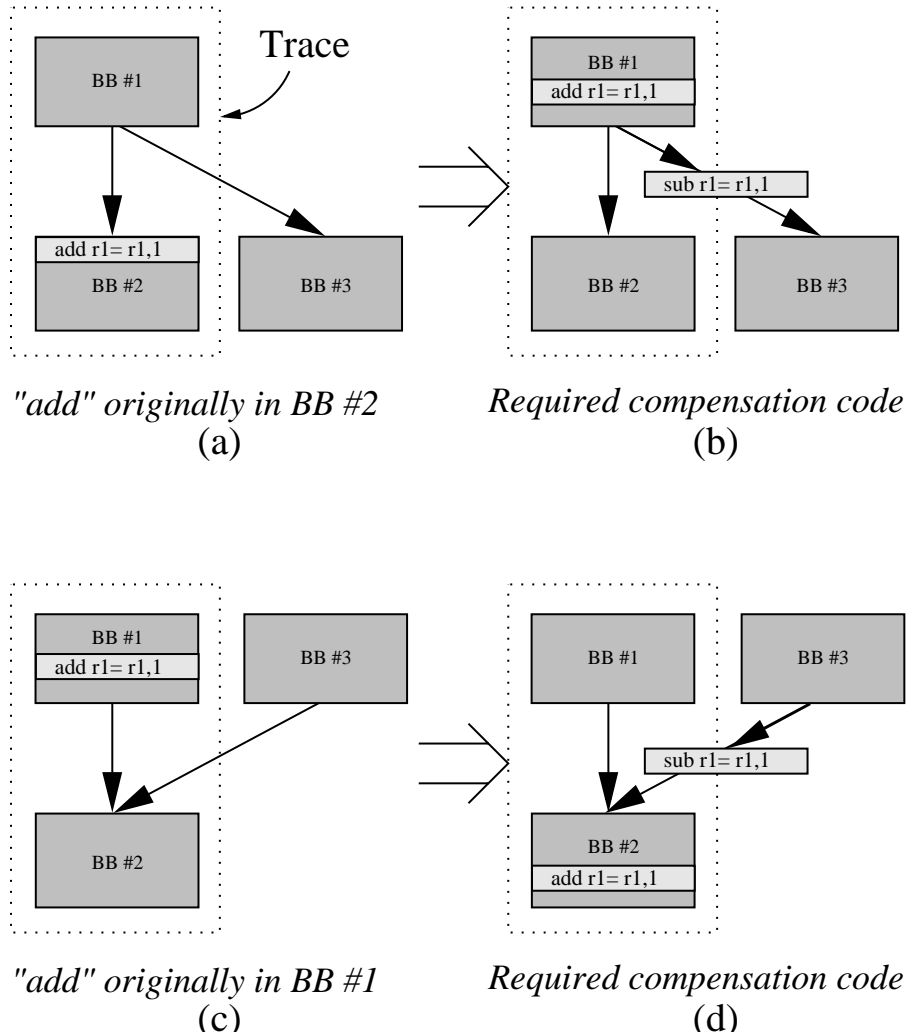 Trace
BB #1
BB #1
add r1= r1,1
sub r1= r1,1
add r1= r1,1
BB #2
BB #3
BB #2
BB #3
"add" originally in BB #2
Required compensation code
(a)
(b)
BB #1
add r1= r1,1
BB #3
BB #1
BB #3
sub r1= r1,1
BB #2
BB #2
add r1= r1,1
"add" originally in BB #1
Required compensation code
(c)
(d)